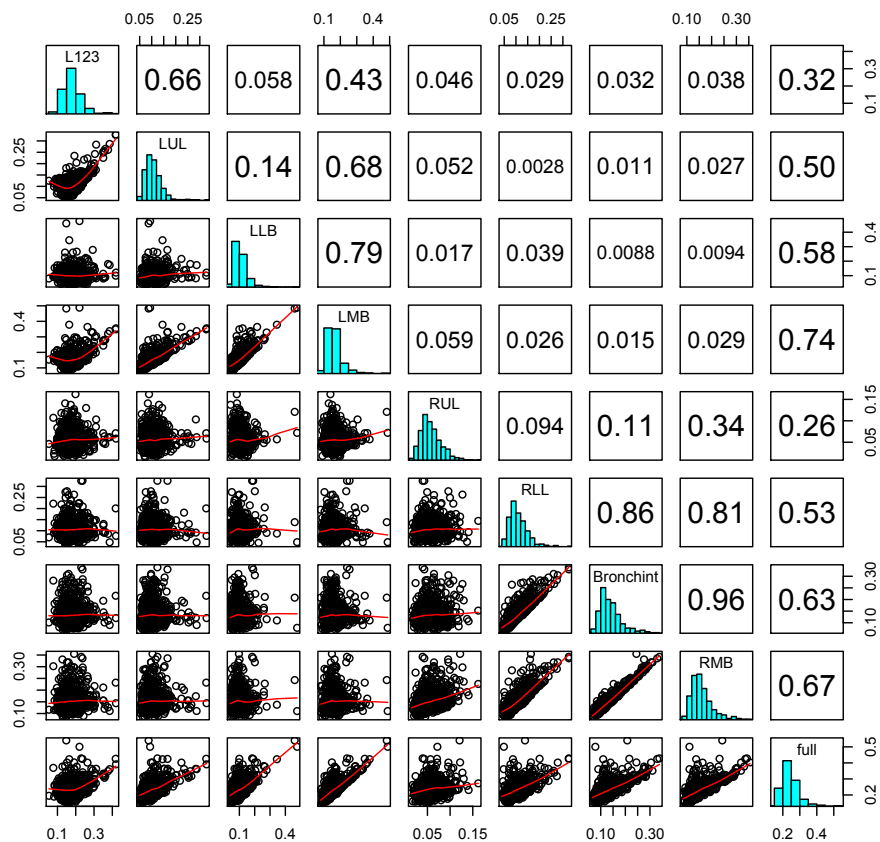 0.05 0.25 0.1 0.4 0.05 0.25 0.10 0.30
L123 0.66 0.058 0.43 0.046 0.029 0.032 0.038 0.32 0.1 0.3
0.05 0.25 LUL 0.14 0.68 0.052 0.0028 0.011 0.027 0.50
LLB 0.79 0.017 0.039 0.0088 0.0094 0.58 0.1 0.4
0.1 0.4 LMB 0.059 0.026 0.015 0.029 0.74
RUL 0.094 0.11 0.34 0.26 0.05 0.15
0.05 0.25 RLL 0.86 0.81 0.53
Bronchint 0.96 0.63 0.10 0.30
0.10 0.30 RMB 0.67
full 0.2 0.5
0.1 0.3 0.1 0.4 0.05 0.15 0.10 0.30 0.2 0.4